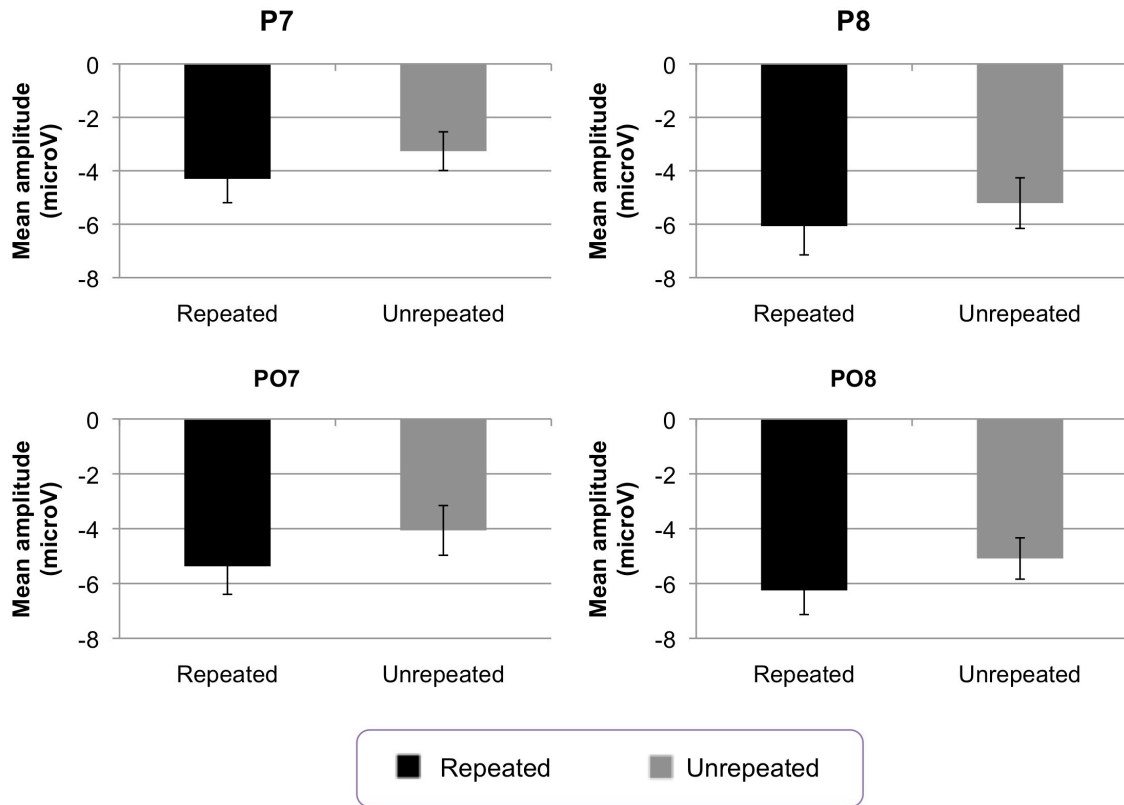 P7
Mean amplitude
(microV)
0
-2
-4
-6
-8
Repeated
Unrepeated
P8
Mean amplitude
(microV)
0
-2
-4
-6
-8
Repeated
Unrepeated
PO7
Mean amplitude
(microV)
0
-2
-4
-6
-8
Repeated
Unrepeated
PO8
Mean amplitude
(microV)
0
-2
-4
-6
-8
Repeated
Unrepeated
Repeated
Unrepeated